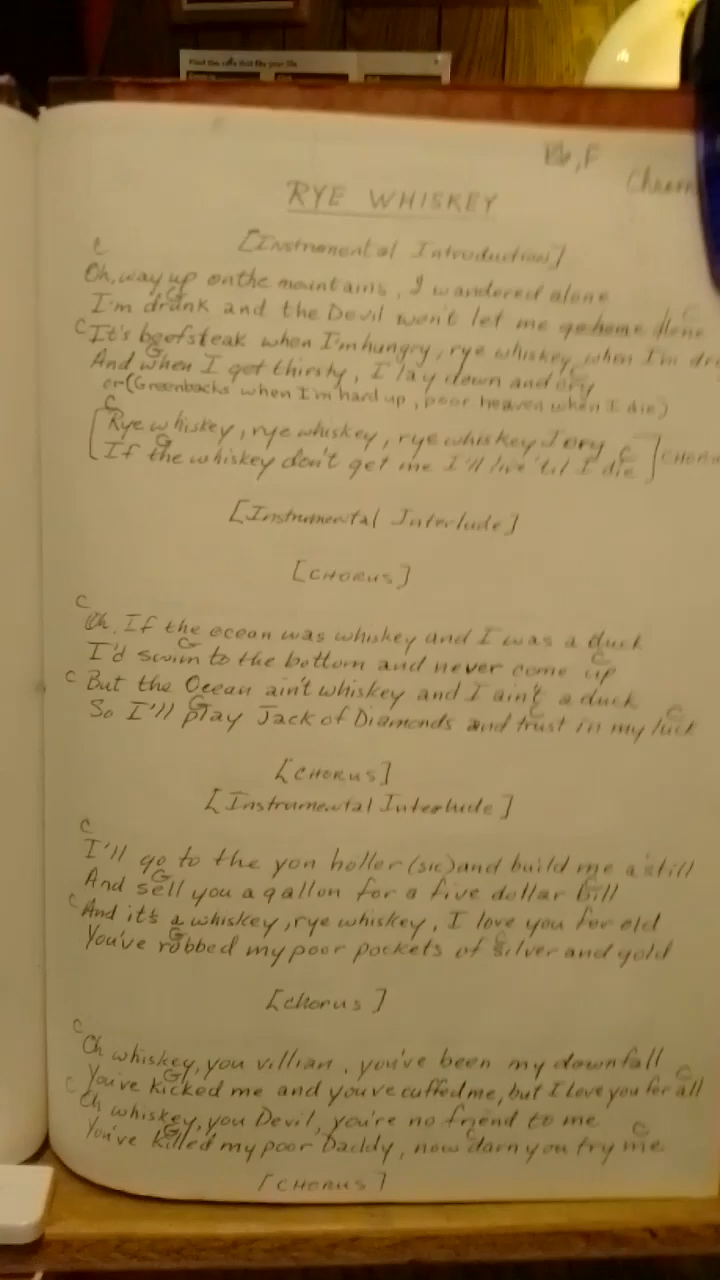 Find the that fits your life
, F
RYE WHISKEY
C
[Instrumental Introduction]
Oh, way up on the mountains, I wandered alone
G C
I'm drunk and the Devil won't let me go home alone
C It's beefsteak when I'm hungry, rye whiskey when I'm
G C
And when I get thirsty, I lay down and cry
or (Greenbacks when I'm hard up, poor heaven when I die)
C
[Rye whiskey, rye whiskey, rye whiskey I cry
G C
If the whiskey don't get me I'll live 'til I die]
[Instrumental Interlude]
[CHORUS]
C
Oh, If the ocean was whiskey and I was a duck
G C
I'd swim to the bottom and never come up
C But the Ocean ain't whiskey and I ain't a duck
G C C
So I'll play Jack of Diamonds and trust in my luck
[CHORUS]
[Instrumental Interlude]
C
I'll go to the yon holler (sic) and build me a still
G C
And sell you a gallon for a five dollar bill
C And it's a whiskey, rye whiskey, I love you for old
G C
You've robbed my poor pockets of silver and gold
[Chorus]
C
Oh whiskey, you villian, you've been my downfall
G C
You've kicked me and you've cuffed me, but I love you for all
C Oh whiskey, you Devil, you're no friend to me
G C C
You've killed my poor Daddy, now darn you try me
[CHORUS]